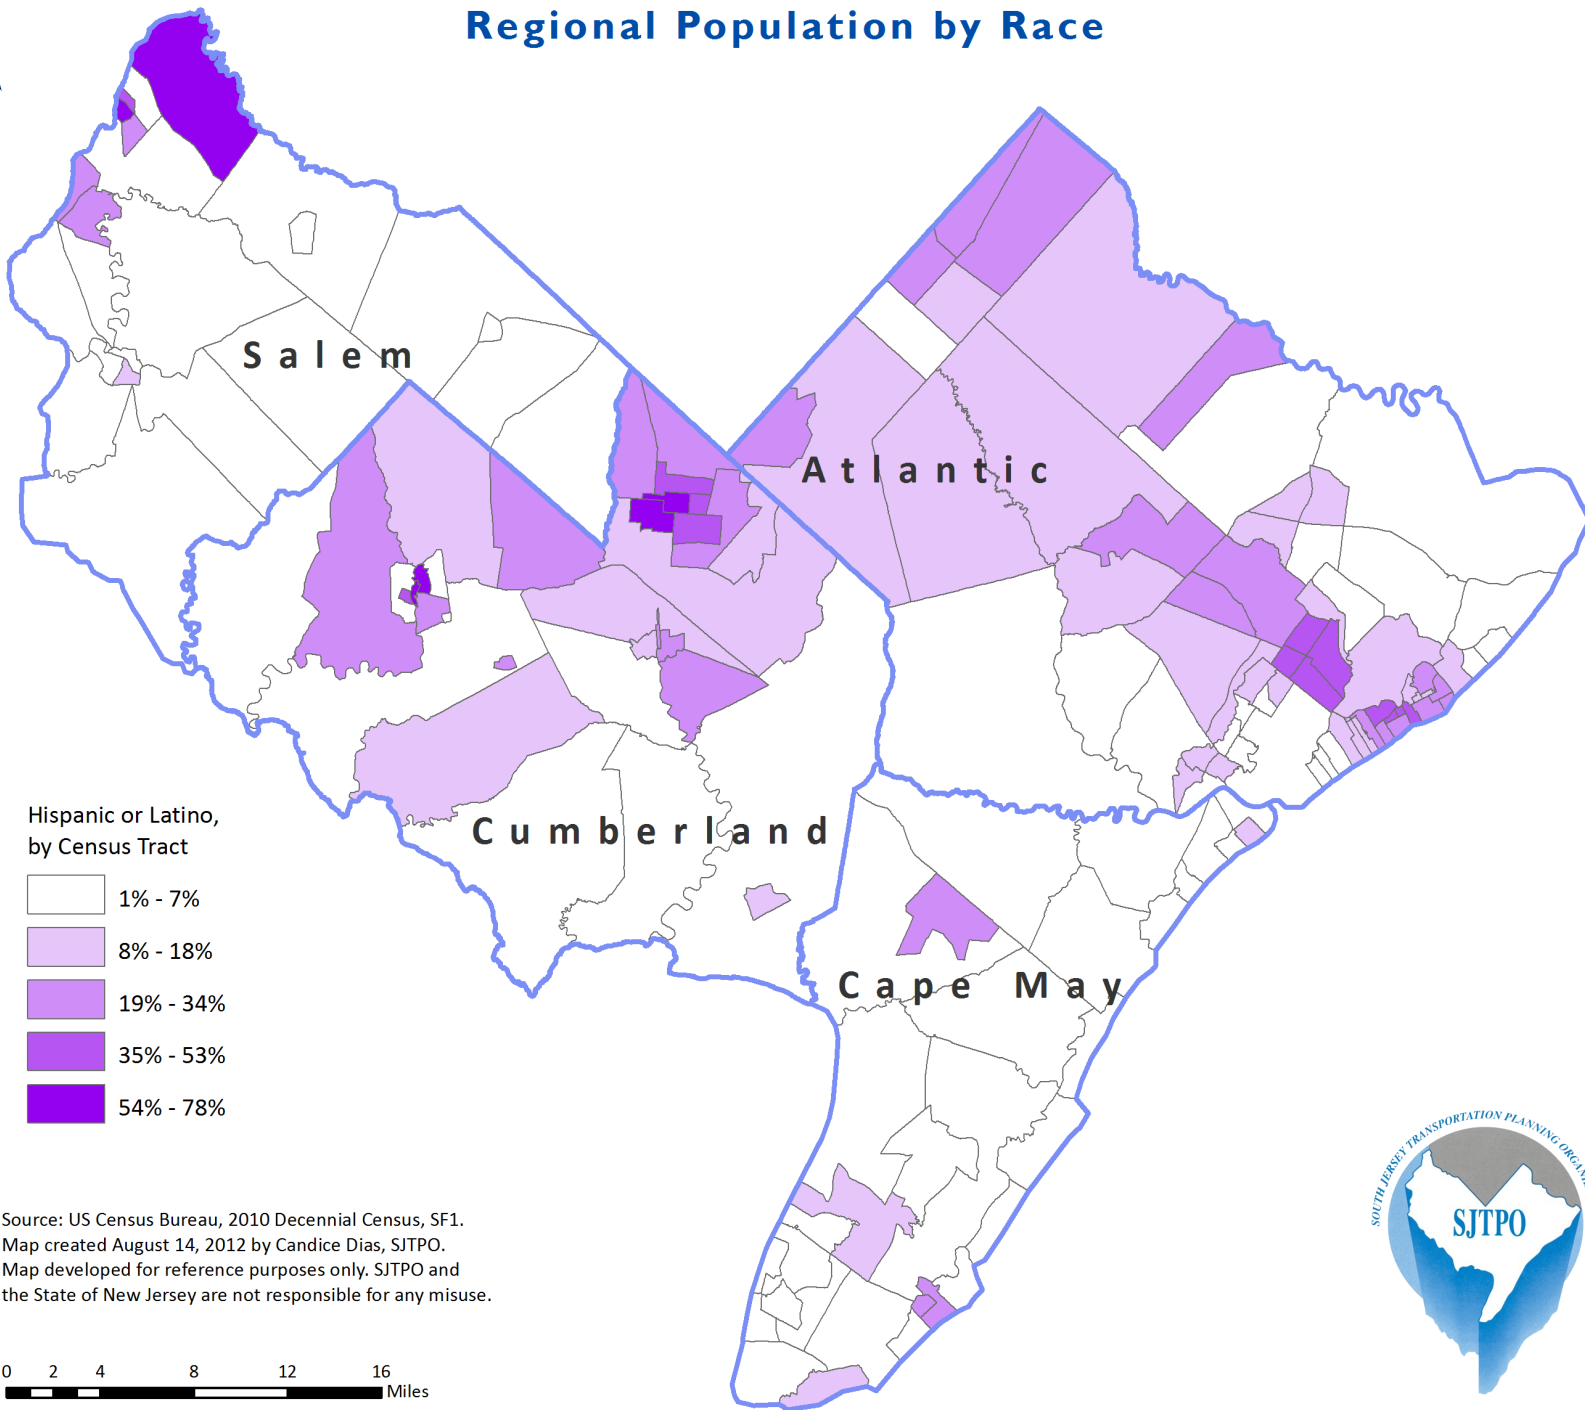 Regional Population by Race
Salem
Atlantic
Cumberland
Cape May
Hispanic or Latino,
by Census Tract
1% - 7%
8% - 18%
19% - 34%
35% - 53%
54% - 78%
Source: US Census Bureau, 2010 Decennial Census, SF1.
Map created August 14, 2012 by Candice Dias, SJTPO.
Map developed for reference purposes only. SJTPO and
the State of New Jersey are not responsible for any misuse.
0 2 4 8 12 16
Miles
SOUTH JERSEY TRANSPORTATION PLANNING
SJTPO